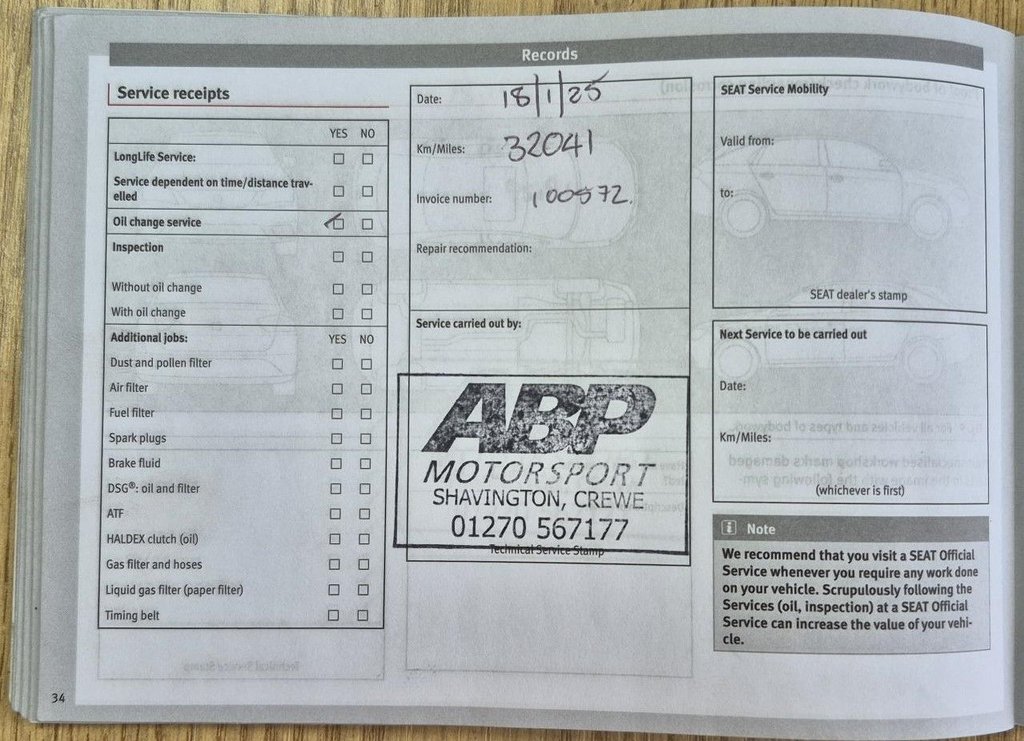 Records
Service receipts
YES NO
LongLife Service:
Service dependent on time/distance trav-
elled
Oil change service
Inspection
Without oil change
With oil change
Additional jobs: YES NO
Dust and pollen filter
Air filter
Fuel filter
Spark plugs
Brake fluid
DSG®: oil and filter
ATF
HALDEX clutch (oil)
Gas filter and hoses
Liquid gas filter (paper filter)
Timing belt
Date: 18/1/25
Km/Miles: 32041
Invoice number: 100572.
Repair recommendation:
Service carried out by:
ABP
MOTORSPORT
SHAVINGTON, CREWE
01270 567177
Technical Service Stamp
SEAT Service Mobility
Valid from:
to:
SEAT dealer's stamp
Next Service to be carried out
Date:
Km/Miles:
(whichever is first)
i Note
We recommend that you visit a SEAT Official
Service whenever you require any work done
on your vehicle. Scrupulously following the
Services (oil, inspection) at a SEAT Official
Service can increase the value of your vehi-
cle.
34